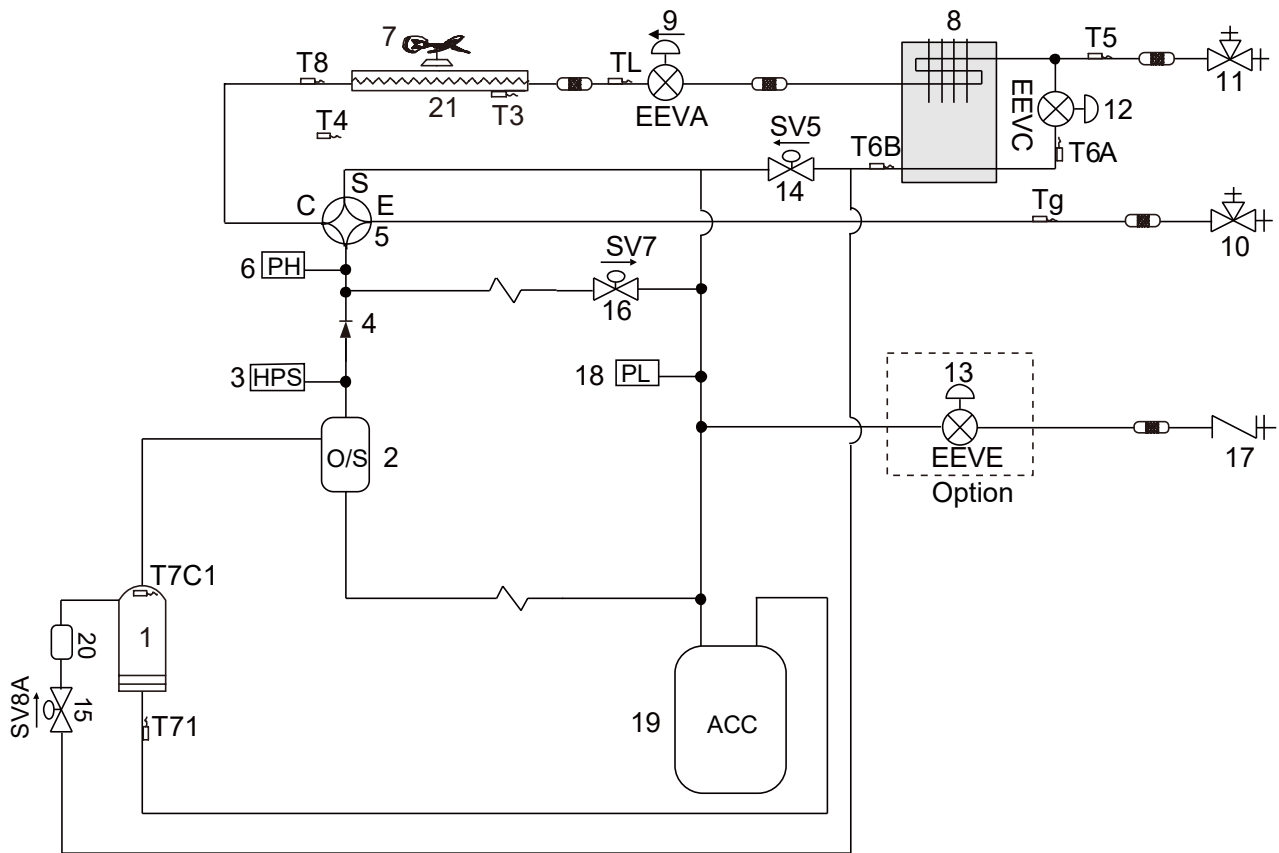 7
T8
21
T3
T4
TL
9
EEVA
8
T5
11
EEVC
12
T6A
T6B
SV5
14
S
C
E
5
Tg
10
6
PH
SV7
16
4
3
HPS
18
PL
13
EEVE
Option
17
O/S
2
T7C1
1
20
SV8A
15
T71
19
ACC